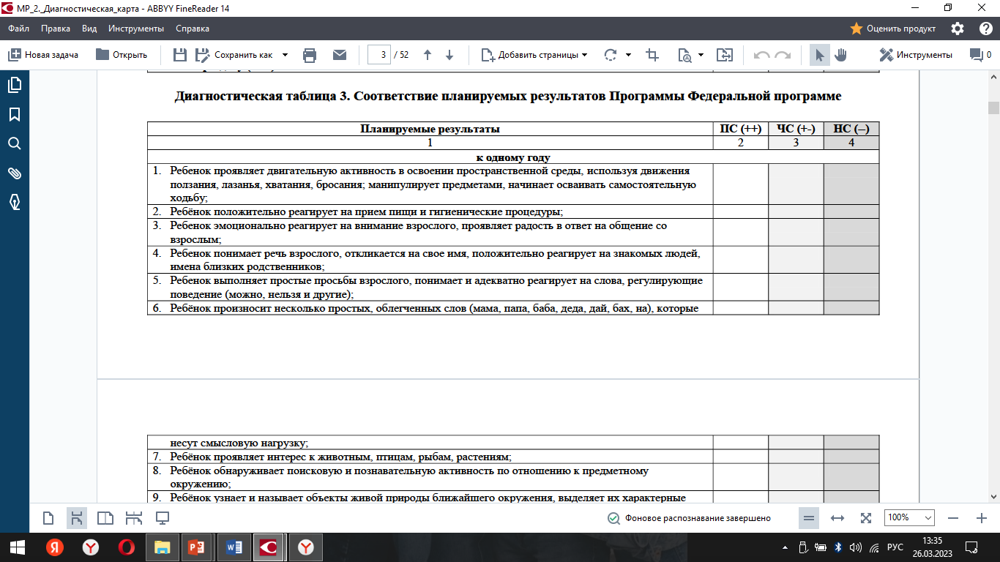 MP_2._Диагностическая_карта - ABBYY FineReader 14
Файл Правка Вид Инструменты Справка
Оценить продукт
Новая задача Открыть Сохранить как 3 / 52 Добавить страницы Инструменты 0
Диагностическая таблица 3. Соответствие планируемых результатов Программы Федеральной программе
Планируемые результаты ПС (++) ЧС (+-) НС (--)
1 2 3 4
к одному году
1. Ребенок проявляет двигательную активность в освоении пространственной среды, используя движения
ползания, лазанья, хватания, бросания; манипулирует предметами, начинает осваивать самостоятельную
ходьбу;
2. Ребёнок положительно реагирует на прием пищи и гигиенические процедуры;
3. Ребенок эмоционально реагирует на внимание взрослого, проявляет радость в ответ на общение со
взрослым;
4. Ребенок понимает речь взрослого, откликается на свое имя, положительно реагирует на знакомых людей,
имена близких родственников;
5. Ребенок выполняет простые просьбы взрослого, понимает и адекватно реагирует на слова, регулирующие
поведение (можно, нельзя и другие);
6. Ребёнок произносит несколько простых, облегченных слов (мама, папа, баба, деда, дай, бах, на), которые
несут смысловую нагрузку;
7. Ребёнок проявляет интерес к животным, птицам, рыбам, растениям;
8. Ребёнок обнаруживает поисковую и познавательную активность по отношению к предметному
окружению;
9. Ребёнок узнает и называет объекты живой природы ближайшего окружения, выделяет их характерные
Фоновое распознавание завершено 100%
РУС 13:35
26.03.2023